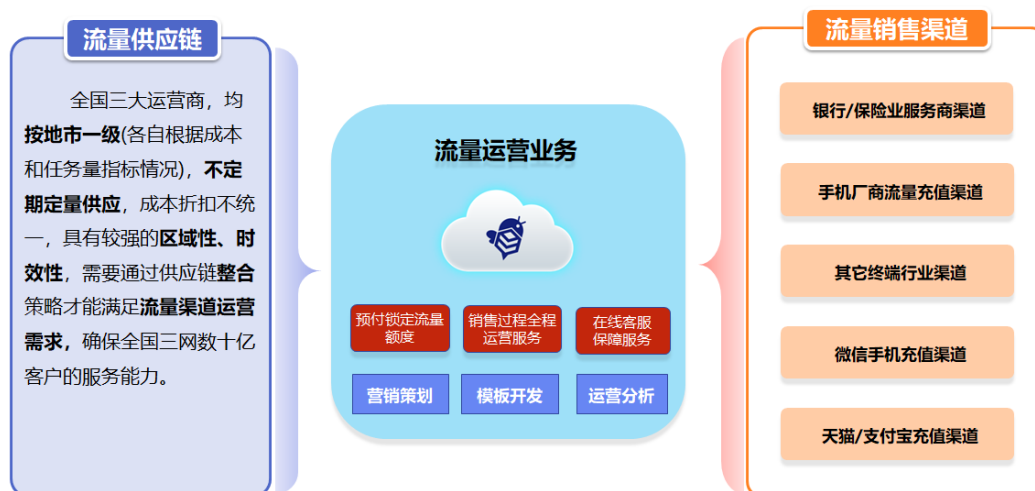 流量供应链
全国三大运营商，均
按地市一级(各自根据成本
和任务量指标情况)，不定
期定量供应，成本折扣不统
一，具有较强的区域性、时
效性，需要通过供应链整合
策略才能满足流量渠道运营
需求，确保全国三网数十亿
客户的服务能力。
流量运营业务
预付锁定流量
额度
销售过程全程
运营服务
在线客服
保障服务
营销策划
模板开发
运营分析
流量销售渠道
银行/保险业服务商渠道
手机厂商流量充值渠道
其它终端行业渠道
微信手机充值渠道
天猫/支付宝充值渠道